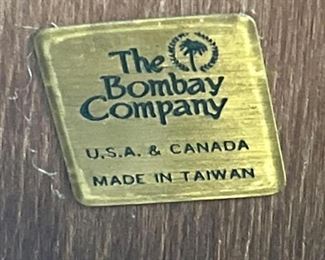 The
Bombay
Company
U.S.A. & CANADA
MADE IN TAIWAN